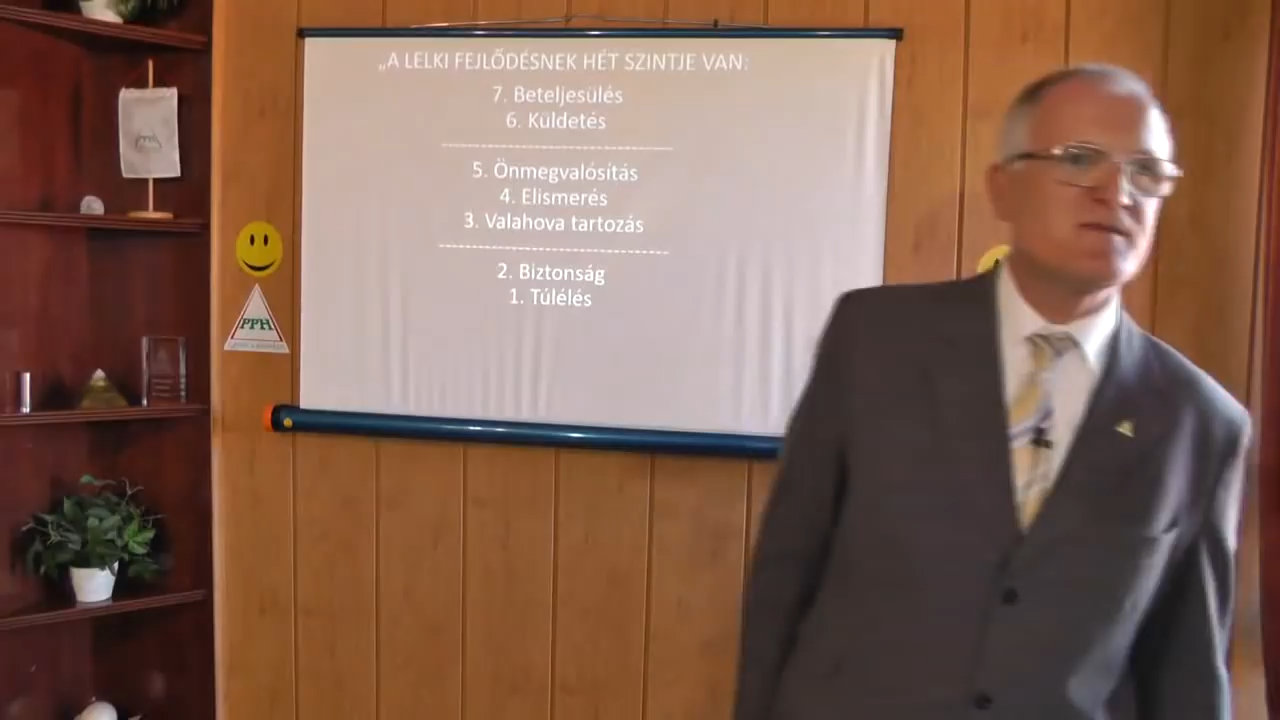 „A LELKI FEJLŐDÉSNEK HÉT SZINTJE VAN:
7. Beteljesülés
6. Küldetés
5. Önmegvalósítás
4. Elismerés
3. Valahova tartozás
2. Biztonság
1. Túlélés
PPH